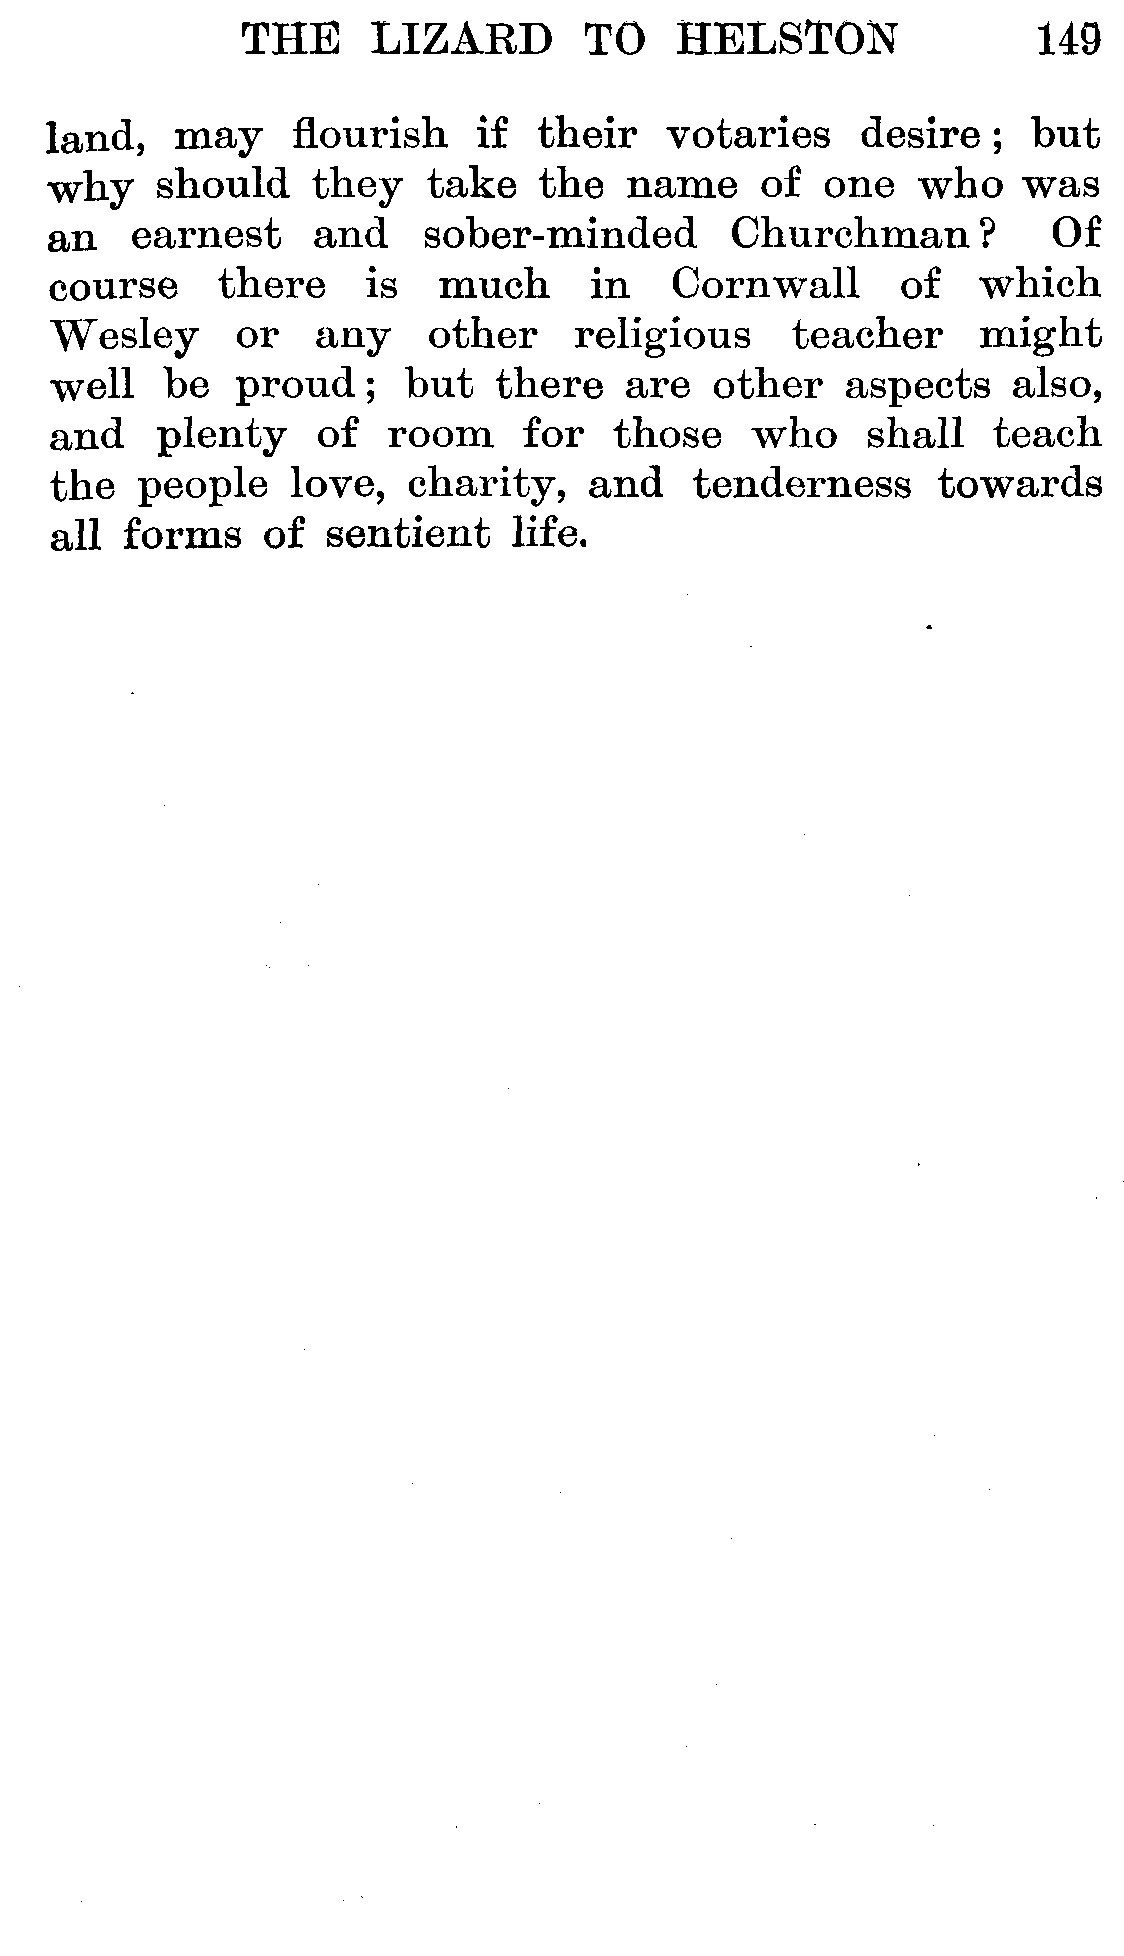 THE LIZARD TO HELSTON 149
land, may flourish if their votaries desire; but
why should they take the name of one who was
an earnest and sober-minded Churchman? Of
course there is much in Cornwall of which
Wesley or any other religious teacher might
well be proud; but there are other aspects also,
and plenty of room for those who shall teach
the people love, charity, and tenderness towards
all forms of sentient life.